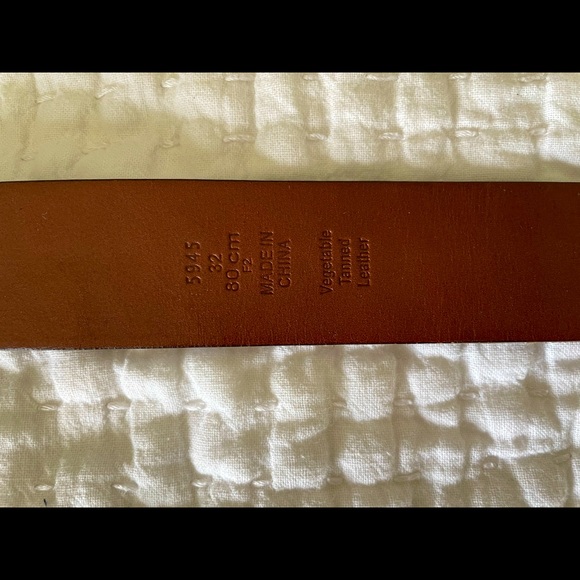 5945
32
80 cm
F2
MADE IN
CHINA
Vegetable
Tanned
Leather